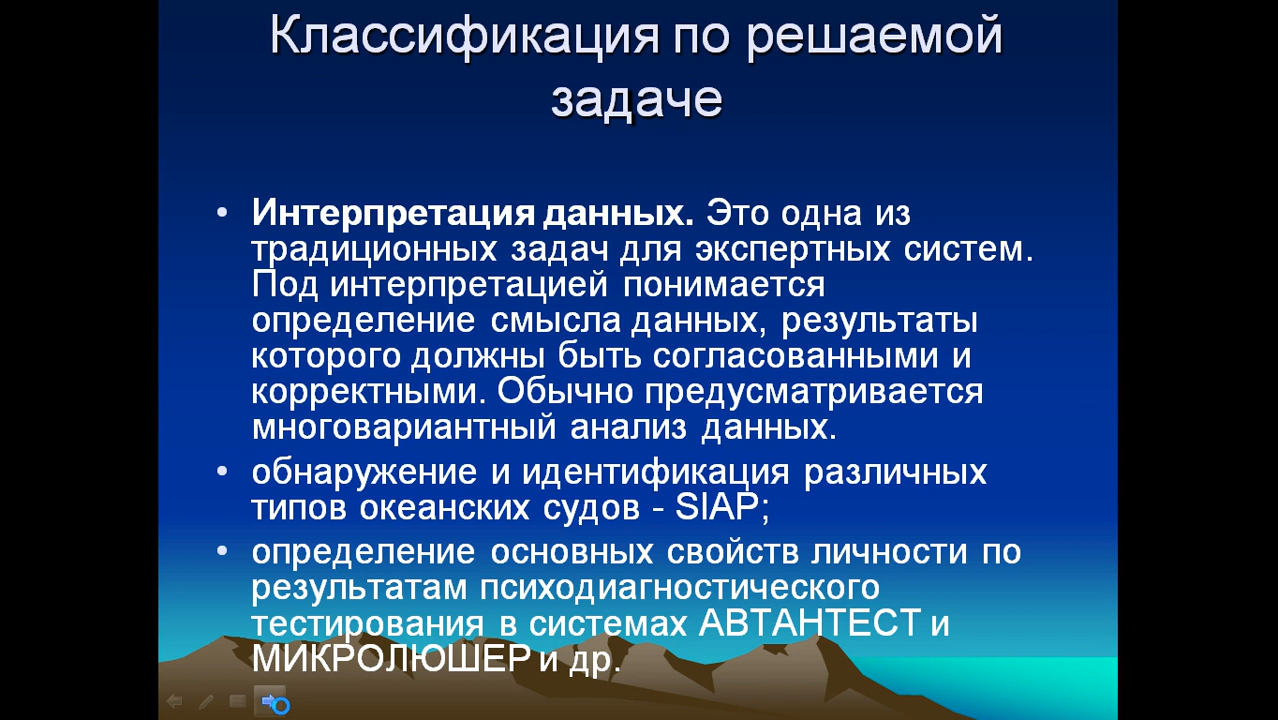 Классификация по решаемой
задаче
• Интерпретация данных. Это одна из
традиционных задач для экспертных систем.
Под интерпретацией понимается
определение смысла данных, результаты
которого должны быть согласованными и
корректными. Обычно предусматривается
многовариантный анализ данных.
• обнаружение и идентификация различных
типов океанских судов - SIAP;
• определение основных свойств личности по
результатам психодиагностического
тестирования в системах АВТАНТЕСТ и
МИКРОЛЮШЕР и др.